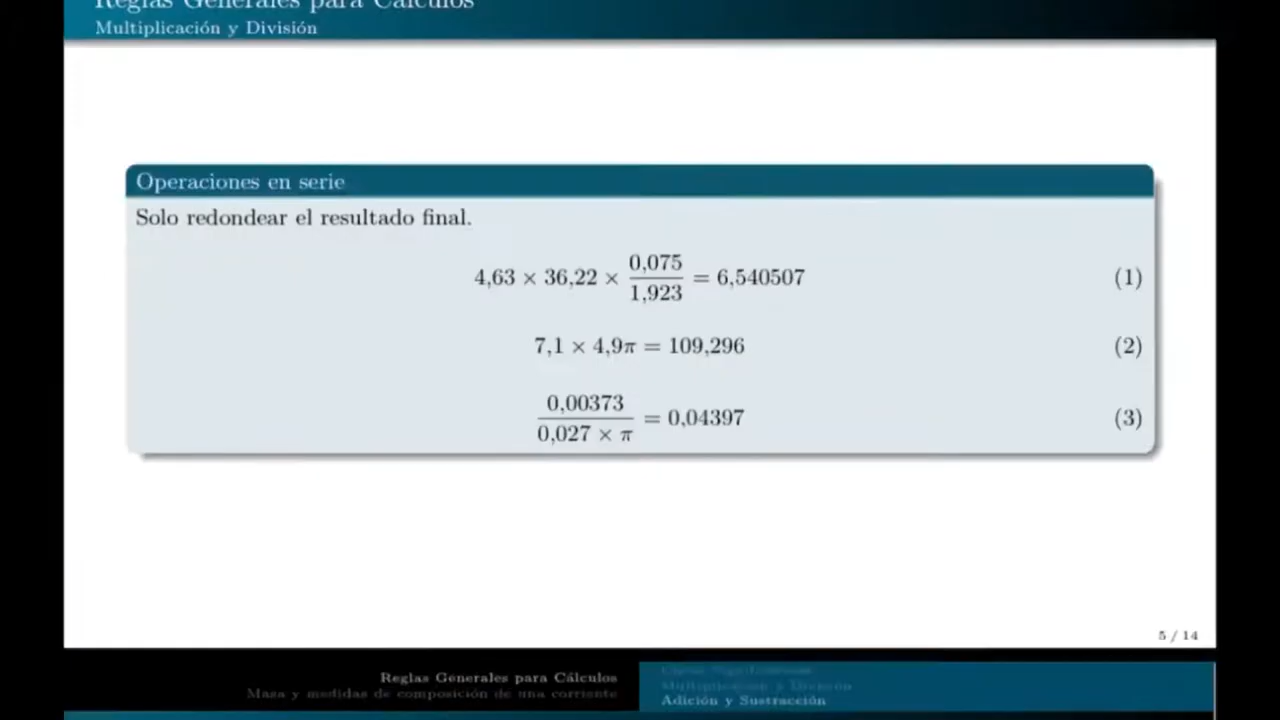 Reglas Generales para Cálculos
Multiplicación y División
Operaciones en serie
Solo redondear el resultado final.
4,63 × 36,22 × 0,075 / 1,923 = 6,540507 (1)
7,1 × 4,9π = 109,296 (2)
0,00373 / 0,027 × π = 0,04397 (3)
5 / 14
Reglas Generales para Cálculos
Masa y medidas de composición de una corriente
Multiplicación y División
Adición y Sustracción